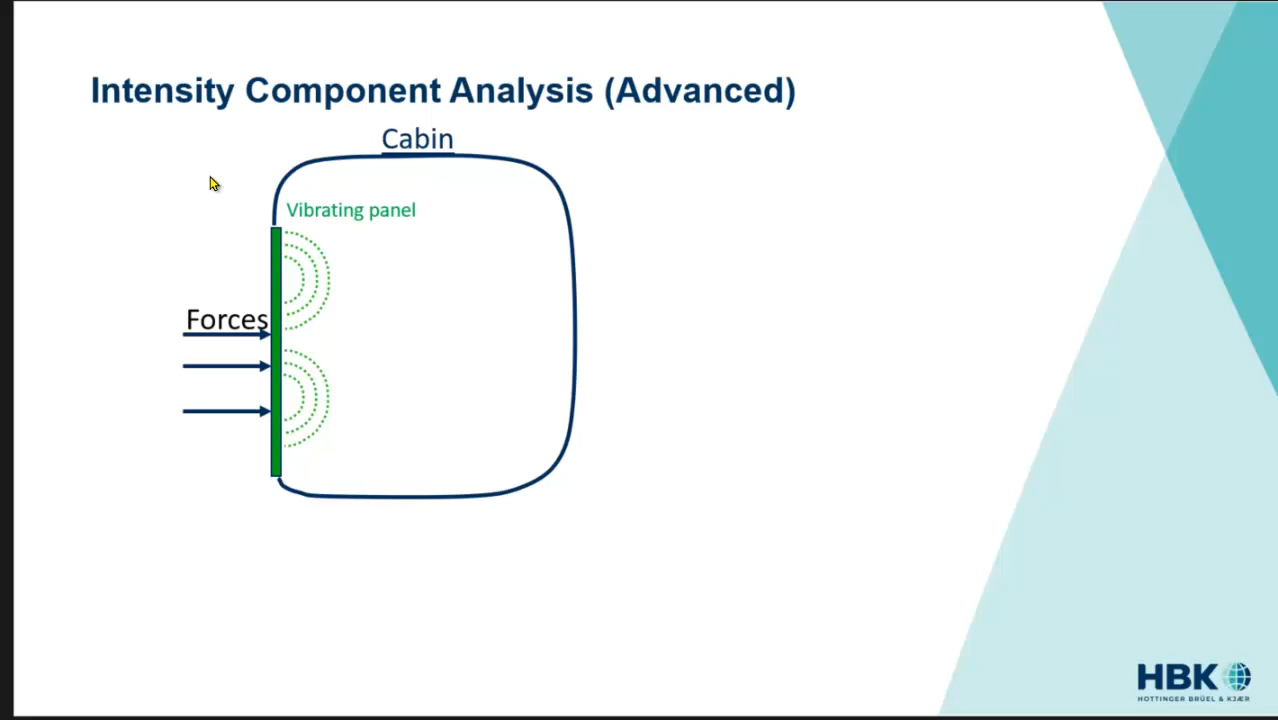 Intensity Component Analysis (Advanced)
Cabin
Vibrating panel
Forces
HBK
HOTTINGER BRÜEL & KJÆR